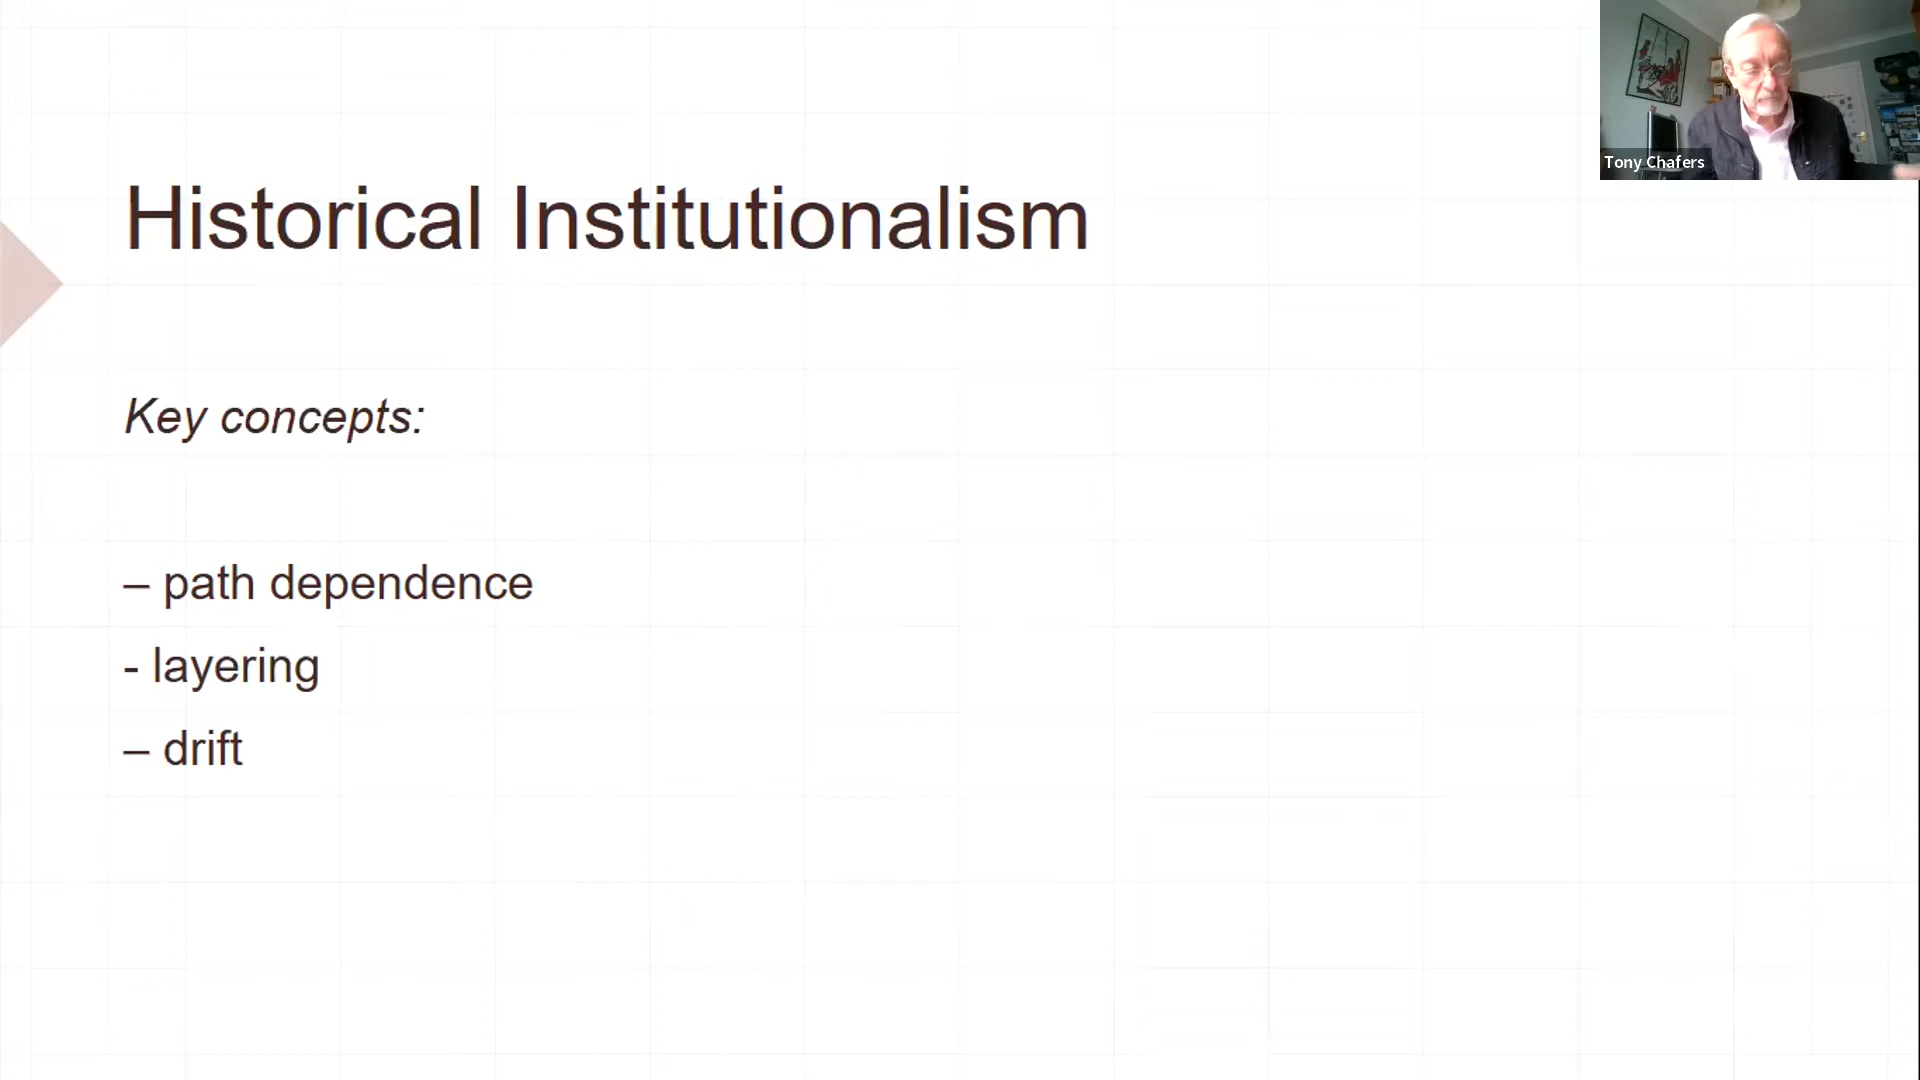 Historical Institutionalism
Key concepts:
– path dependence
- layering
– drift
Tony Chafers